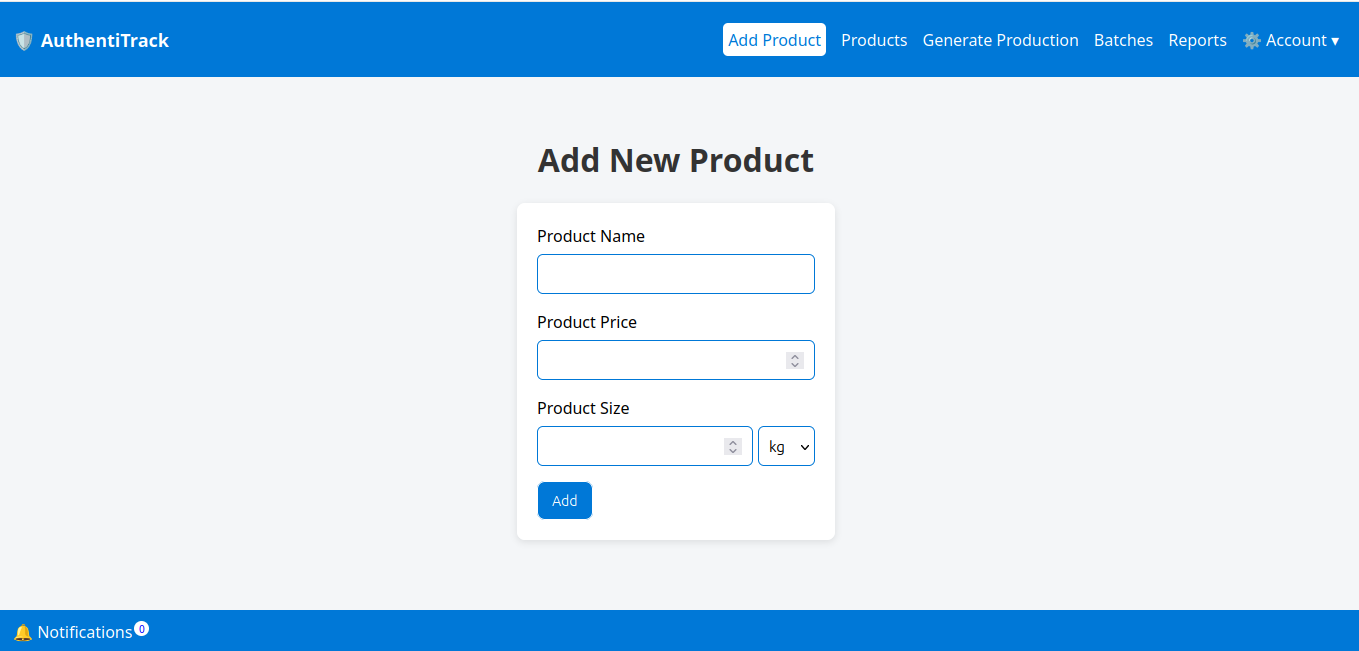 🛡️ AuthentiTrack
Add Product Products Generate Production Batches Reports ⚙️ Account ▾
Add New Product
Product Name
Product Price
Product Size
kg
Add
🔔 Notifications 0